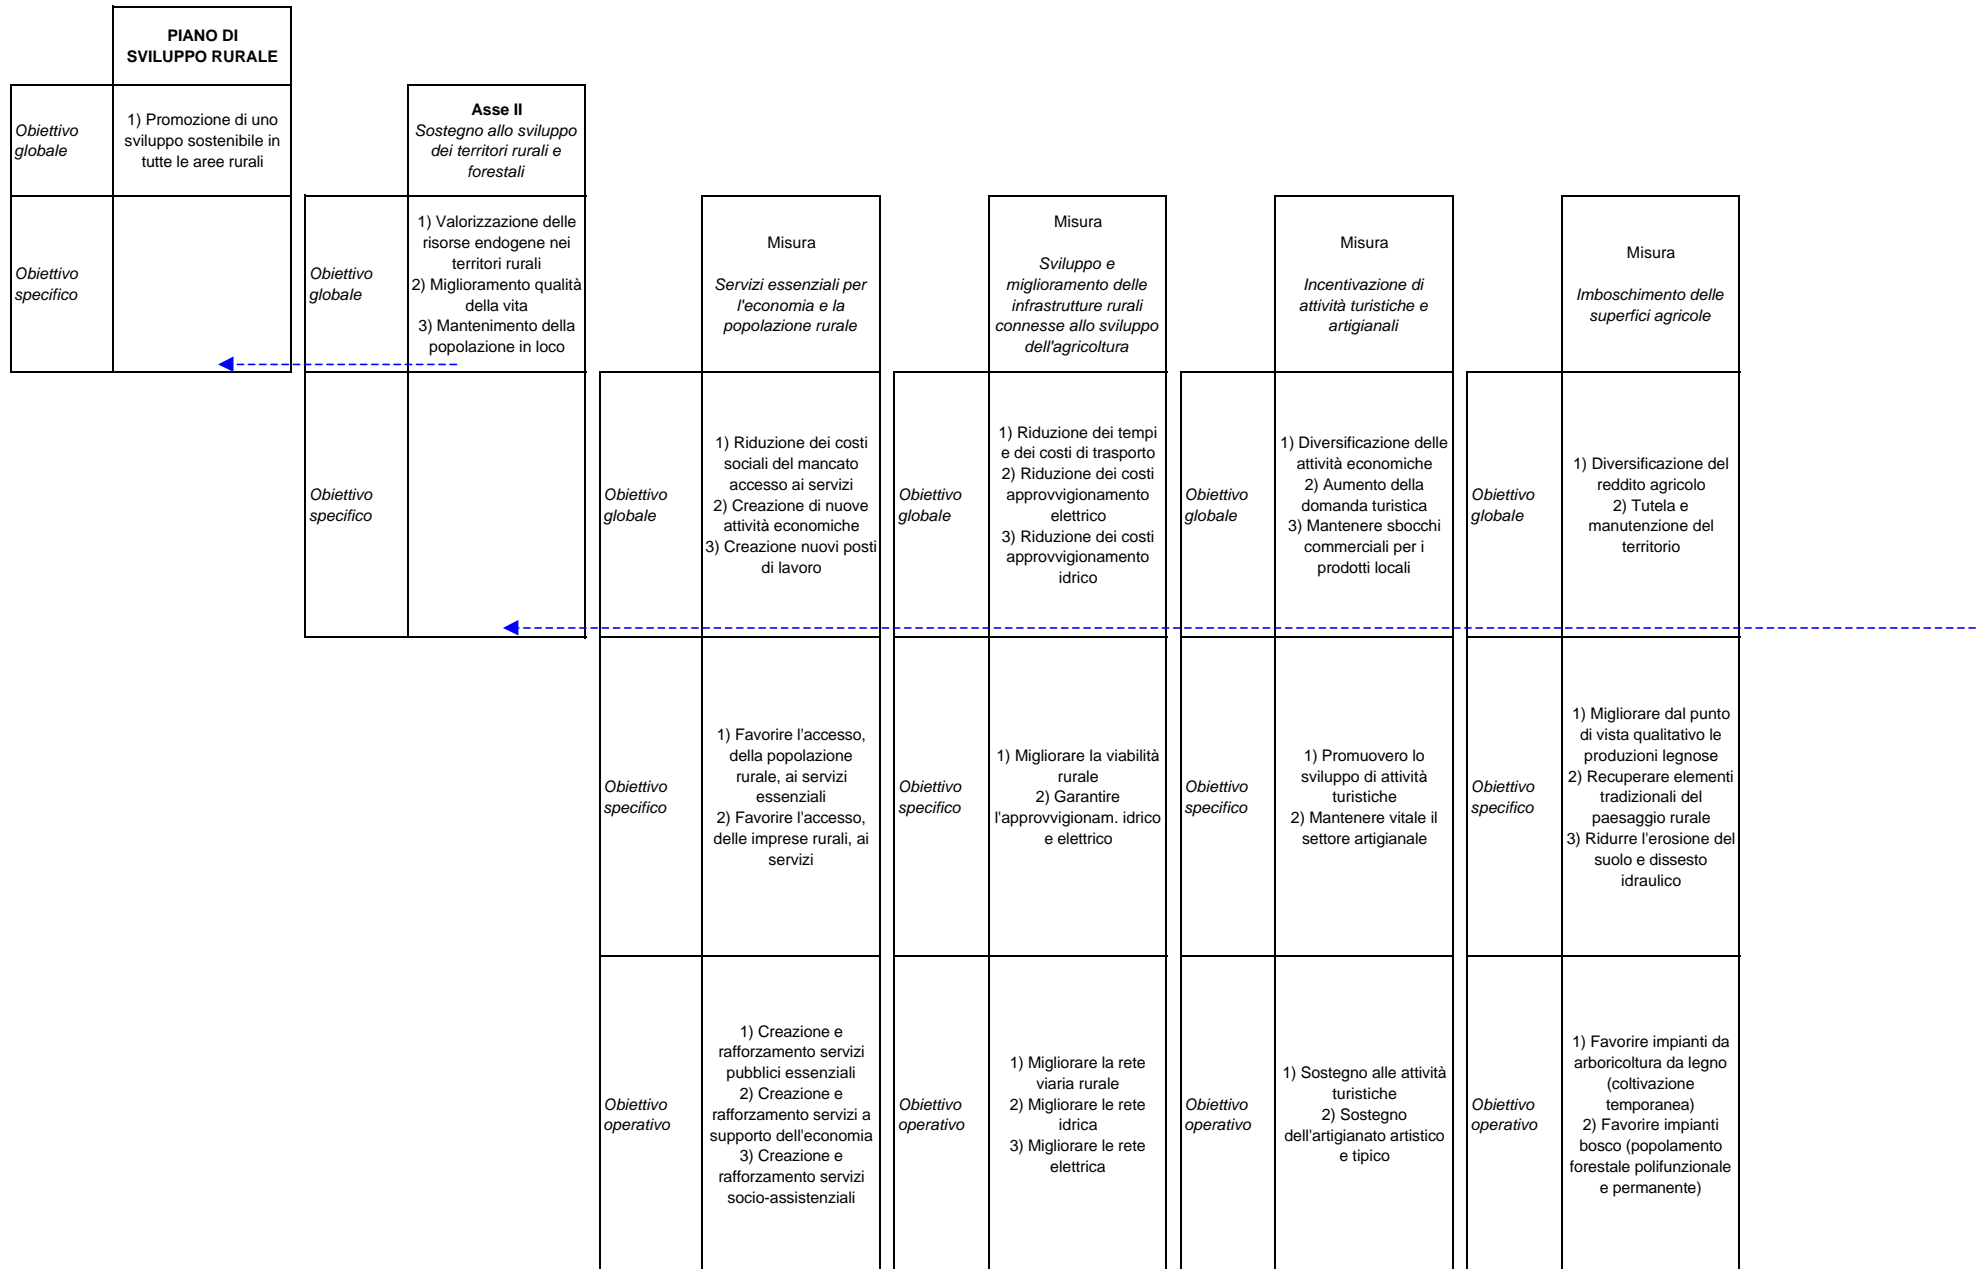 PIANO DI
SVILUPPO RURALE
Obiettivo
globale
1) Promozione di uno
sviluppo sostenibile in
tutte le aree rurali
Obiettivo
specifico
Asse II
Sostegno allo sviluppo
dei territori rurali e
forestali
Obiettivo
globale
1) Valorizzazione delle
risorse endogene nei
territori rurali
2) Miglioramento qualità
della vita
3) Mantenimento della
popolazione in loco
Obiettivo
specifico
Misura
Servizi essenziali per
l'economia e la
popolazione rurale
Obiettivo
globale
1) Riduzione dei costi
sociali del mancato
accesso ai servizi
2) Creazione di nuove
attività economiche
3) Creazione nuovi posti
di lavoro
Obiettivo
specifico
1) Favorire l'accesso,
della popolazione
rurale, ai servizi
essenziali
2) Favorire l'accesso,
delle imprese rurali, ai
servizi
Obiettivo
operativo
1) Creazione e
rafforzamento servizi
pubblici essenziali
2) Creazione e
rafforzamento servizi a
supporto dell'economia
3) Creazione e
rafforzamento servizi
socio-assistenziali
Misura
Sviluppo e
miglioramento delle
infrastrutture rurali
connesse allo sviluppo
dell'agricoltura
Obiettivo
globale
1) Riduzione dei tempi
e dei costi di trasporto
2) Riduzione dei costi
approvvigionamento
elettrico
3) Riduzione dei costi
approvvigionamento
idrico
Obiettivo
specifico
1) Migliorare la viabilità
rurale
2) Garantire
l'approvvigionam. idrico
e elettrico
Obiettivo
operativo
1) Migliorare la rete
viaria rurale
2) Migliorare le rete
idrica
3) Migliorare le rete
elettrica
Misura
Incentivazione di
attività turistiche e
artigianali
Obiettivo
globale
1) Diversificazione delle
attività economiche
2) Aumento della
domanda turistica
3) Mantenere sbocchi
commerciali per i
prodotti locali
Obiettivo
specifico
1) Promuovero lo
sviluppo di attività
turistiche
2) Mantenere vitale il
settore artigianale
Obiettivo
operativo
1) Sostegno alle attività
turistiche
2) Sostegno
dell'artigianato artistico
e tipico
Misura
Imboschimento delle
superfici agricole
Obiettivo
globale
1) Diversificazione del
reddito agricolo
2) Tutela e
manutenzione del
territorio
Obiettivo
specifico
1) Migliorare dal punto
di vista qualitativo le
produzioni legnose
2) Recuperare elementi
tradizionali del
paesaggio rurale
3) Ridurre l'erosione del
suolo e dissesto
idraulico
Obiettivo
operativo
1) Favorire impianti da
arboricoltura da legno
(coltivazione
temporanea)
2) Favorire impianti
bosco (popolamento
forestale polifunzionale
e permanente)